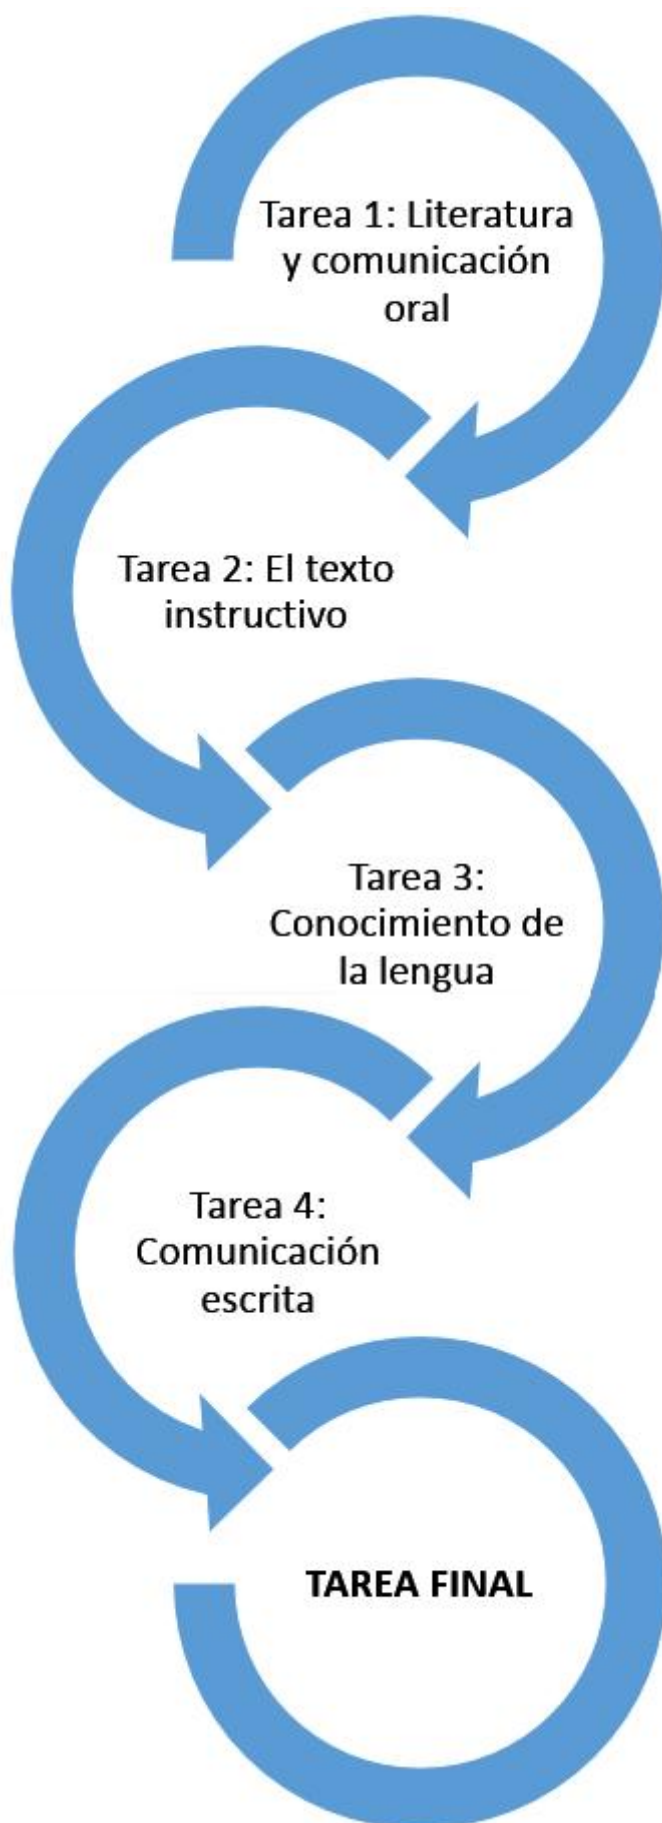 Tarea 1: Literatura
y comunicación
oral
Tarea 2: El texto
instructivo
Tarea 3:
Conocimiento de
la lengua
Tarea 4:
Comunicación
escrita
TAREA FINAL